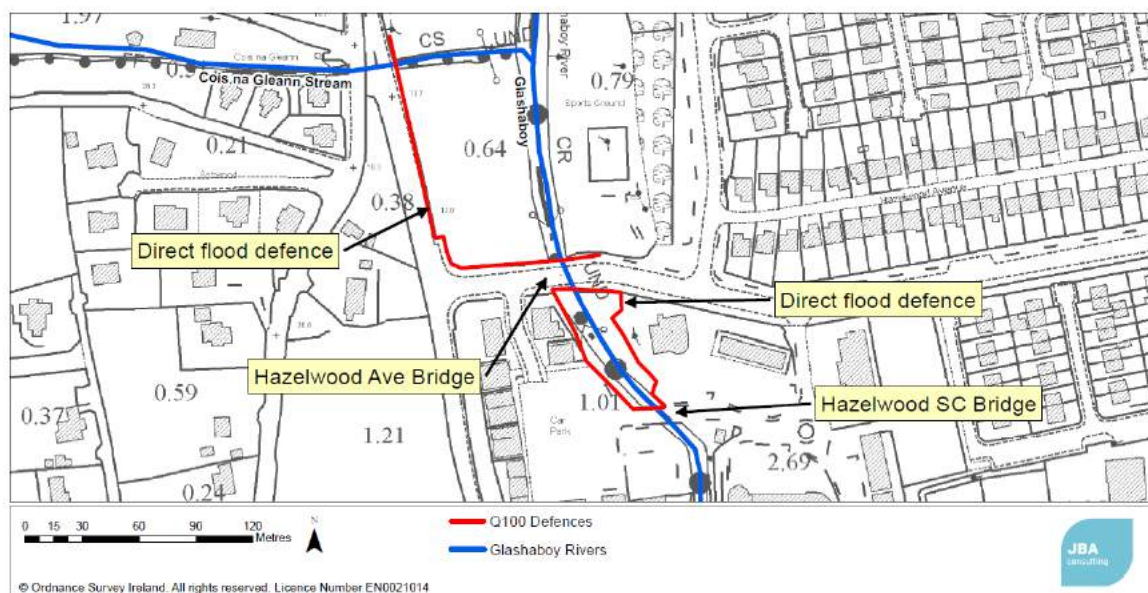 1.97
CS
UND
Cois na Gleann
Cois na Gleann Stream
Glashaboy
Glashaboy River
0.79
Sports Ground
CR
0.64
0.21
0.38
Hazelwood Avenue
Direct flood defence
UND
Direct flood defence
Hazelwood Ave Bridge
Hazelwood SC Bridge
0.59
1.01
0.37
1.21
Car
Park
2.69
0.24
0 15 30 60 90 120
Metres
N
Q100 Defences
Glashaboy Rivers
JBA
consulting
© Ordnance Survey Ireland. All rights reserved. Licence Number EN0021014